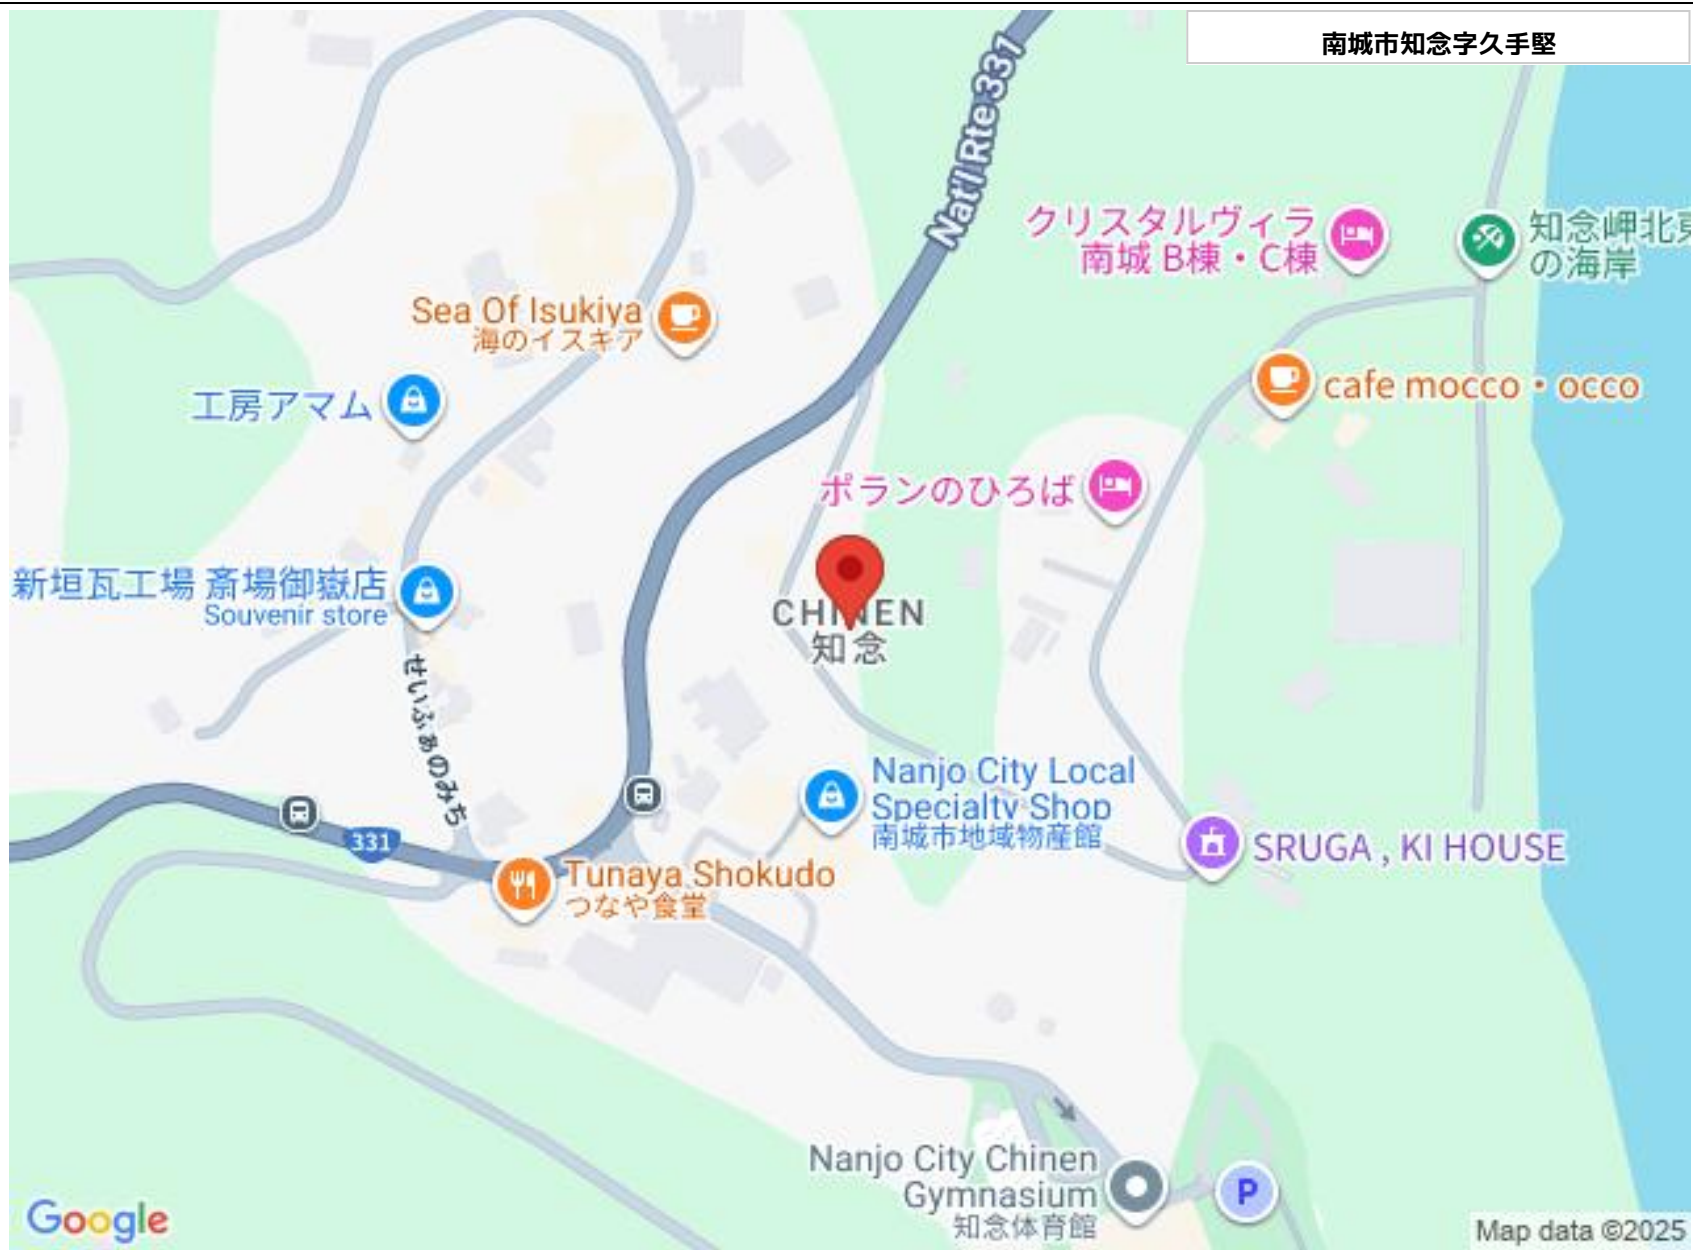 南城市知念字久手堅
Nat'l Rte 331
クリスタルヴィラ
南城 B棟・C棟
知念岬北東
の海岸
Sea Of Isukiya
海のイスキア
cafe mocco・occo
工房アマム
ポランのひろば
新垣瓦工場 斎場御嶽店
Souvenir store
CHINEN
知念
せいふぁのみち
Nanjo City Local
Specialty Shop
南城市地域物産館
331
SRUGA , KI HOUSE
Tunaya Shokudo
つなや食堂
Nanjo City Chinen
Gymnasium
知念体育館
P
Google
Map data ©2025